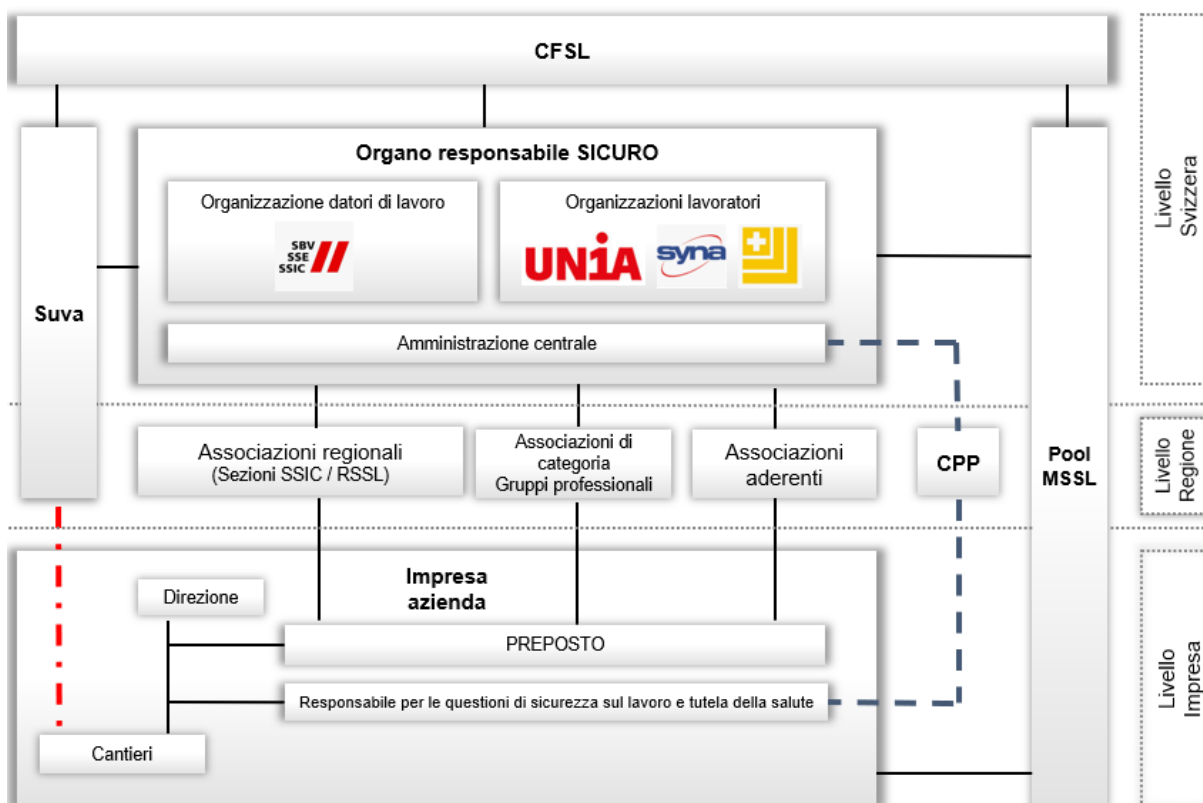 CFSL
Organo responsabile SICURO
Organizzazione datori di lavoro
SBV
SSE
SSIC
Organizzazioni lavoratori
UNiA
syna
Amministrazione centrale
Suva
Livello
Svizzera
Associazioni regionali
(Sezioni SSIC / RSSL)
Associazioni di
categoria
Gruppi professionali
Associazioni
aderenti
CPP
Pool
MSSL
Livello
Regione
Impresa
azienda
Direzione
PREPOSTO
Responsabile per le questioni di sicurezza sul lavoro e tutela della salute
Cantieri
Livello
Impresa